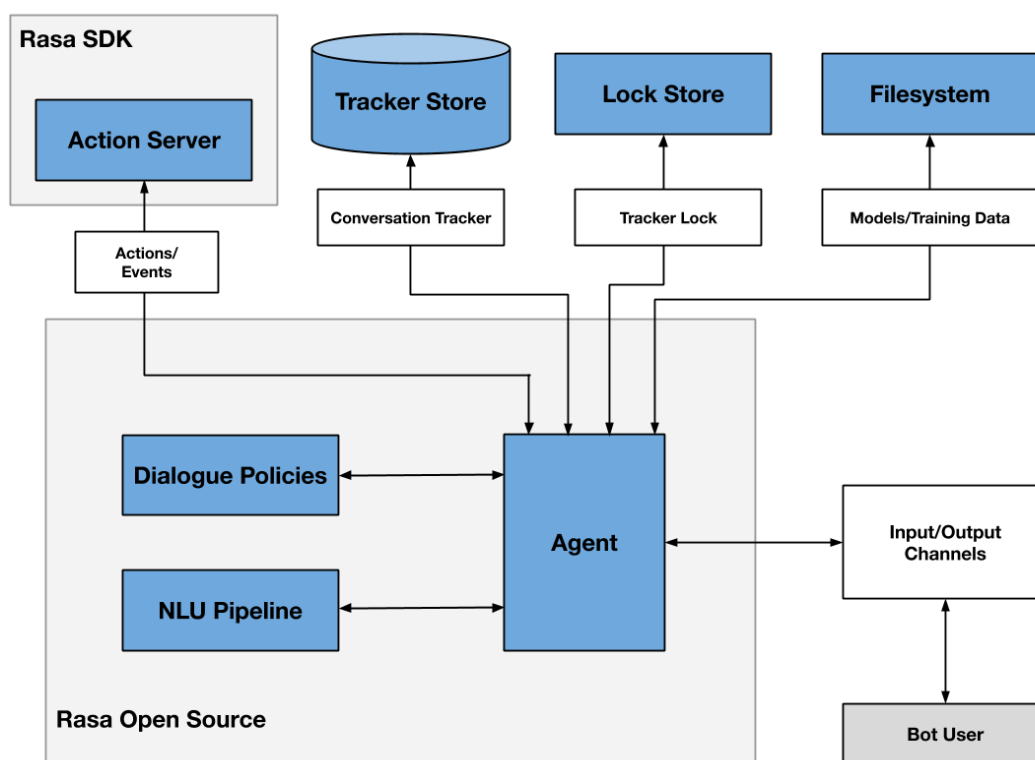 Rasa SDK
Action Server
Tracker Store
Lock Store
Filesystem
Conversation Tracker
Tracker Lock
Models/Training Data
Actions/
Events
Dialogue Policies
Agent
NLU Pipeline
Input/Output
Channels
Rasa Open Source
Bot User